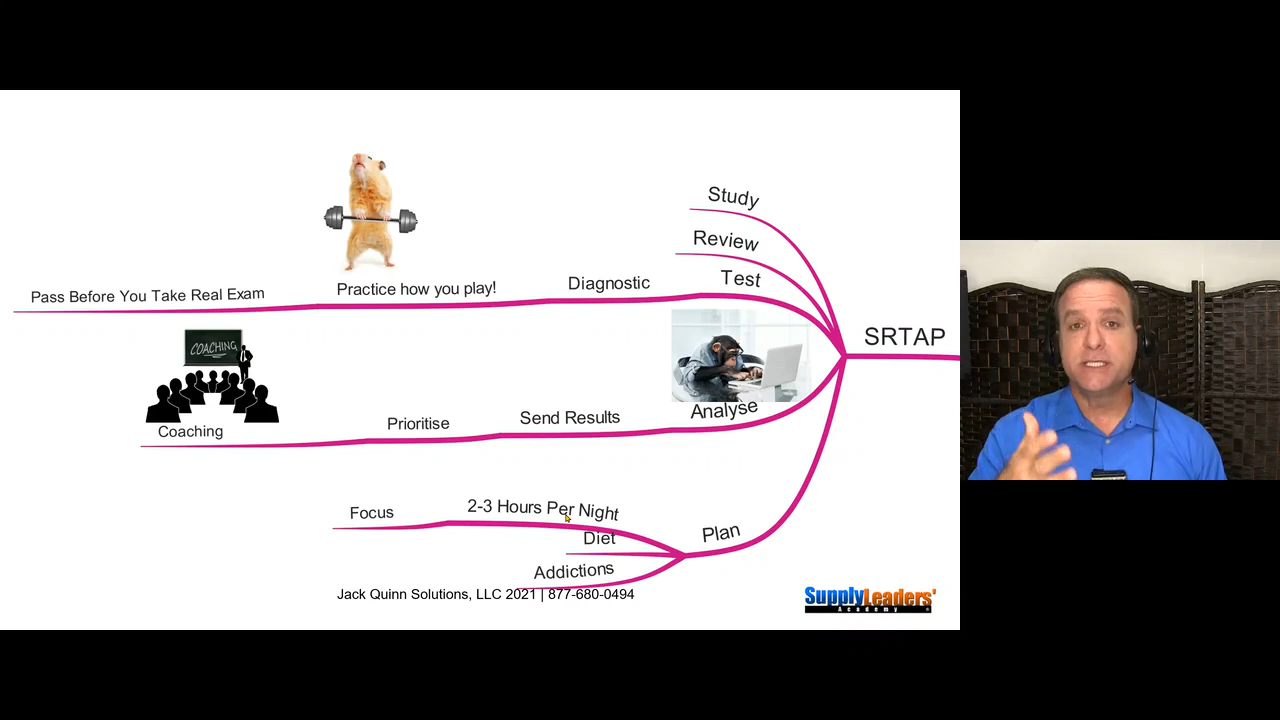 Study
Review
Test
Diagnostic
Practice how you play!
Pass Before You Take Real Exam
SRTAP
COACHING
Coaching
Prioritise
Send Results
Analyse
Focus
2-3 Hours Per Night
Diet
Addictions
Plan
Jack Quinn Solutions, LLC 2021 | 877-680-0494
SupplyLeaders'
Academy